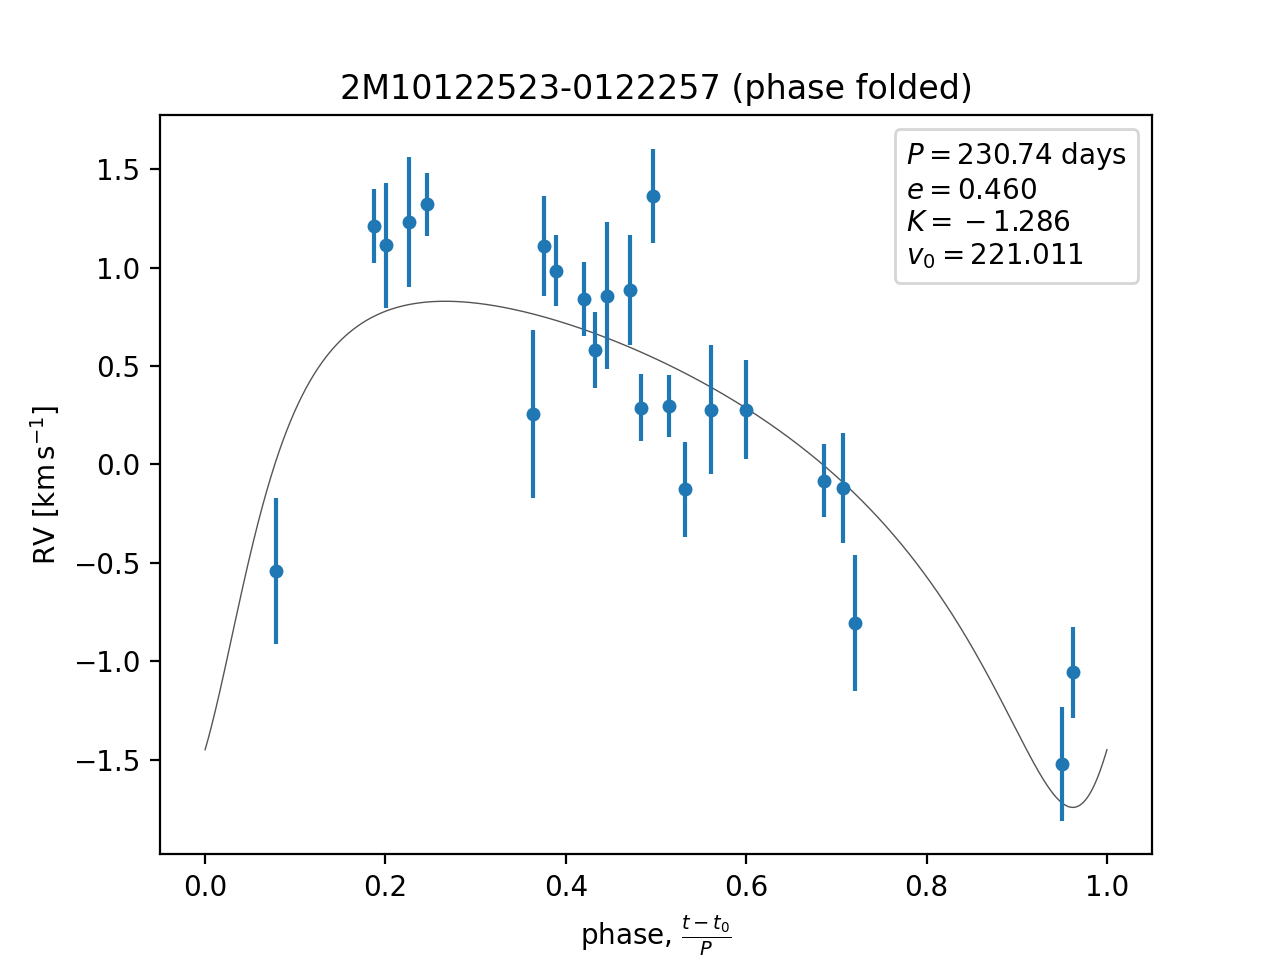 2M10122523-0122257 (phase folded)
P = 230.74 days
e = 0.460
K = −1.286
v₀ = 221.011
RV [km s⁻¹]
1.5
1.0
0.5
0.0
−0.5
−1.0
−1.5
0.0 0.2 0.4 0.6 0.8 1.0
phase, (t − t₀)/P